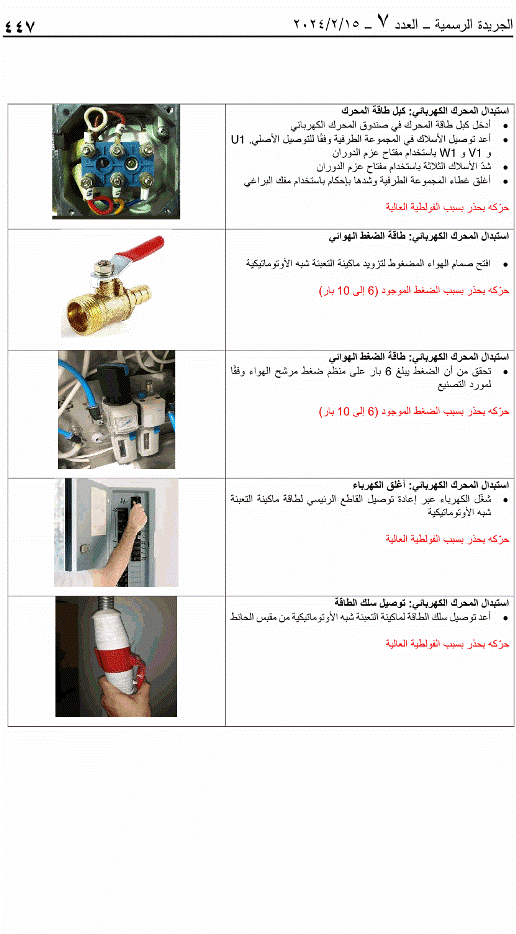 الجريدة الرسمية – العدد ٧ – ٢٠٢٤/٢/١٥
٤٤٧
استبدال المحرك الكهربائي: كبل طاقة المحرك
• أدخل كبل طاقة المحرك في صندوق المحرك الكهربائي
• أعد توصيل الأسلاك في المجموعة الطرفية وفقًا للتوصيل الأصلي. U1
و V1 و W1 باستخدام مفتاح عزم الدوران
• شدّ الأسلاك الثلاثة باستخدام مفتاح عزم الدوران
• أغلق غطاء المجموعة الطرفية وشدها بإحكام باستخدام مفك البراغي
حرّكه بحذر بسبب الفولطية العالية
استبدال المحرك الكهربائي: طاقة الضغط الهوائي
• افتح صمام الهواء المضغوط لتزويد ماكينة التعبئة شبه الأوتوماتيكية
حرّكه بحذر بسبب الضغط الموجود (6 إلى 10 بار)
استبدال المحرك الكهربائي: طاقة الضغط الهوائي
• تحقق من أن الضغط يبلغ 6 بار على منظم ضغط مرشح الهواء وفقًا
لمورد التصنيع
حرّكه بحذر بسبب الضغط الموجود (6 إلى 10 بار)
استبدال المحرك الكهربائي: أغلق الكهرباء
• شغّل الكهرباء عبر إعادة توصيل القاطع الرئيسي لطاقة ماكينة التعبئة
شبه الأوتوماتيكية
حرّكه بحذر بسبب الفولطية العالية
استبدال المحرك الكهربائي: توصيل سلك الطاقة
• أعد توصيل سلك الطاقة لماكينة التعبئة شبه الأوتوماتيكية من مقبس الحائط
حرّكه بحذر بسبب الفولطية العالية